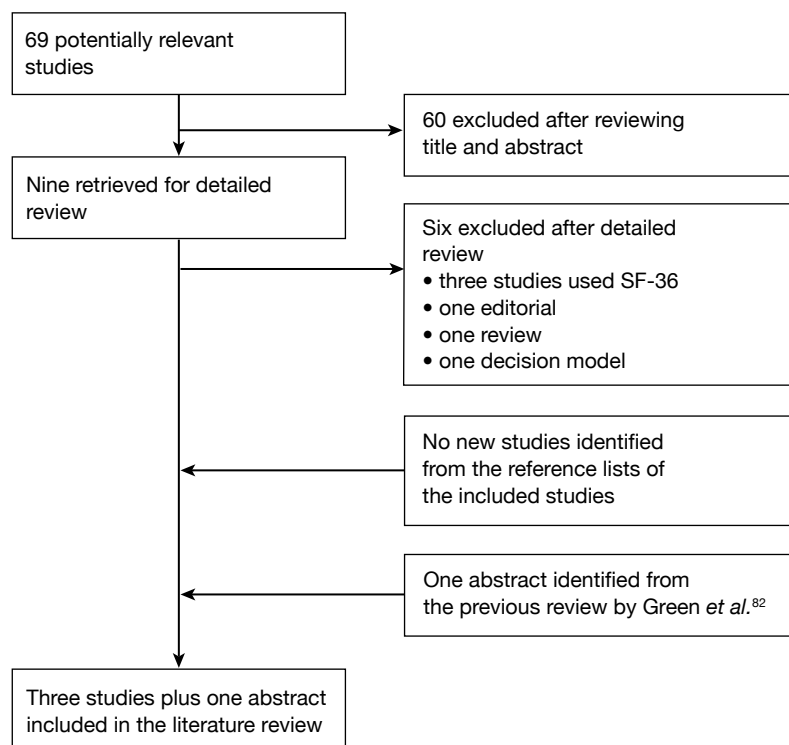 69 potentially relevant
studies
60 excluded after reviewing
title and abstract
Nine retrieved for detailed
review
Six excluded after detailed
review
• three studies used SF-36
• one editorial
• one review
• one decision model
No new studies identified
from the reference lists of
the included studies
One abstract identified from
the previous review by Green et al.⁸²
Three studies plus one abstract
included in the literature review